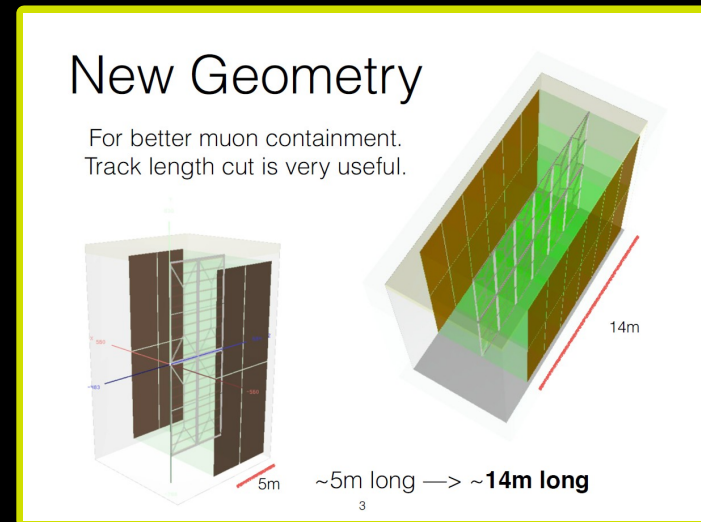 New Geometry
For better muon containment.
Track length cut is very useful.
14m
5m
~5m long —> ~14m long
3